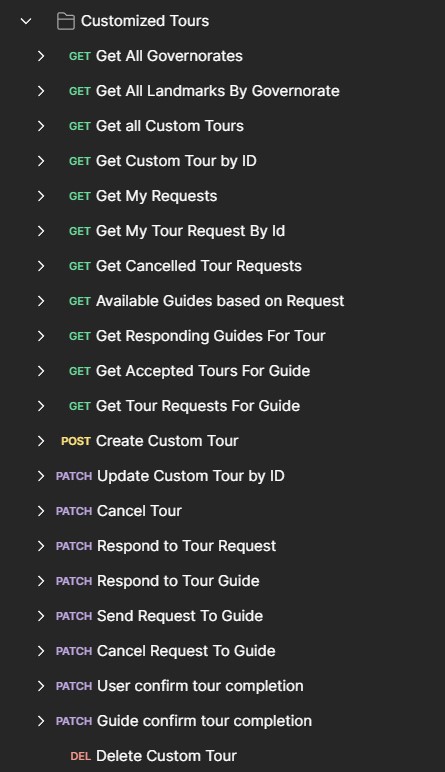 Customized Tours
GET Get All Governorates
GET Get All Landmarks By Governorate
GET Get all Custom Tours
GET Get Custom Tour by ID
GET Get My Requests
GET Get My Tour Request By Id
GET Get Cancelled Tour Requests
GET Available Guides based on Request
GET Get Responding Guides For Tour
GET Get Accepted Tours For Guide
GET Get Tour Requests For Guide
POST Create Custom Tour
PATCH Update Custom Tour by ID
PATCH Cancel Tour
PATCH Respond to Tour Request
PATCH Respond to Tour Guide
PATCH Send Request To Guide
PATCH Cancel Request To Guide
PATCH User confirm tour completion
PATCH Guide confirm tour completion
DEL Delete Custom Tour